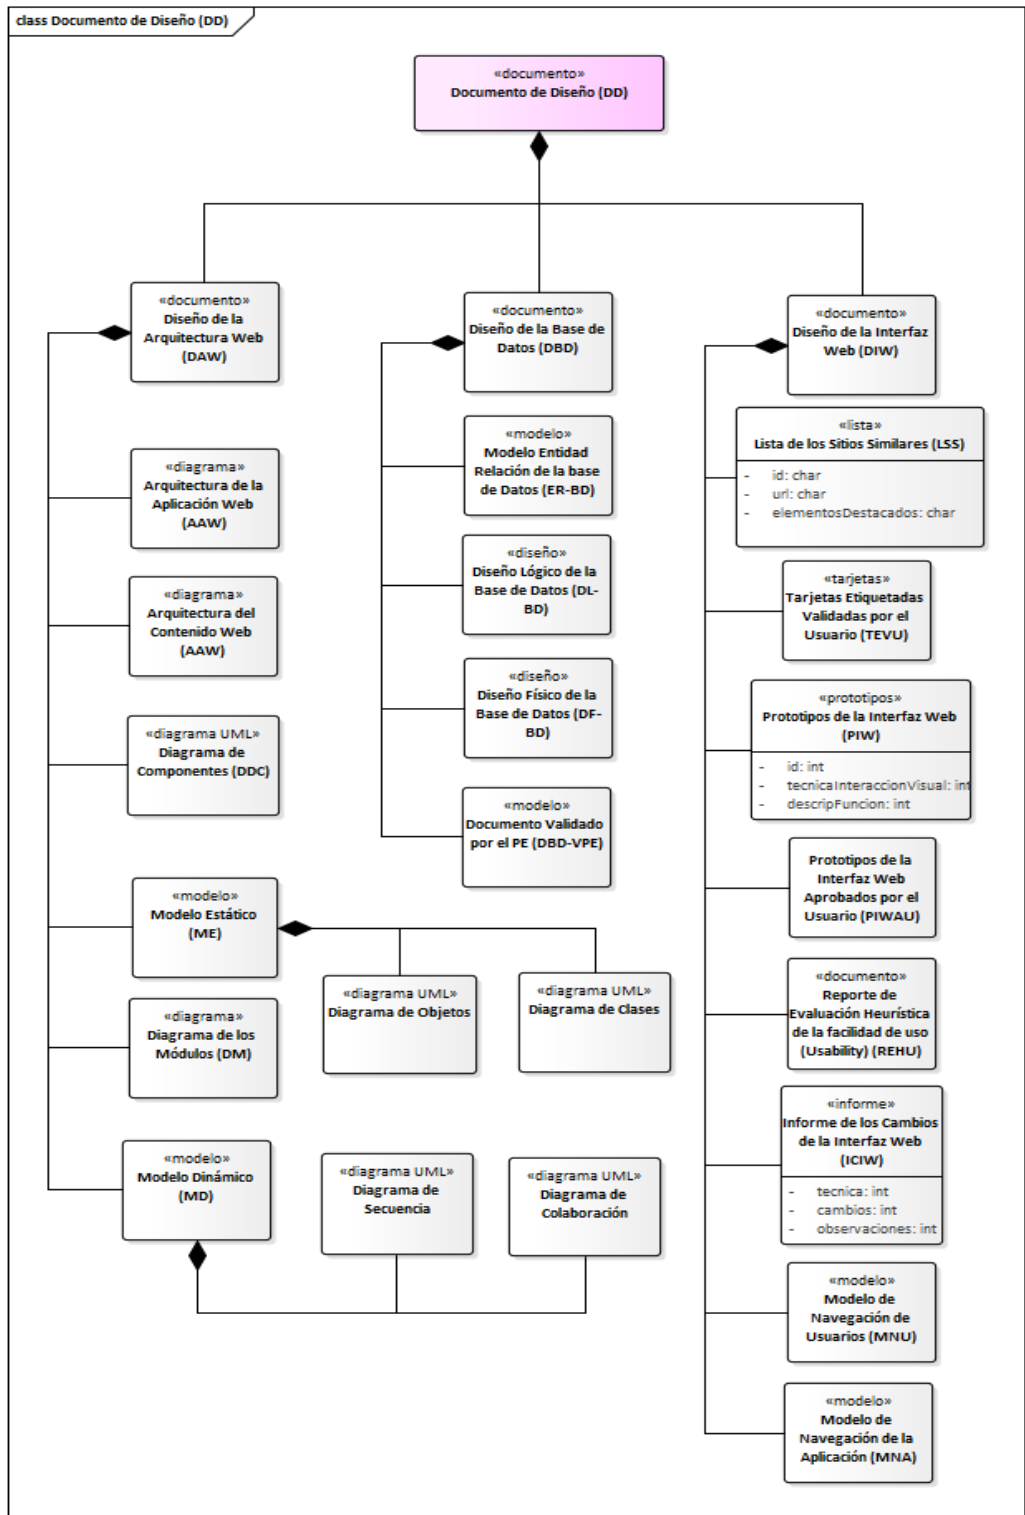 class Documento de Diseño (DD)
«documento»
Documento de Diseño (DD)
«documento»
Diseño de la
Arquitectura Web
(DAW)
«diagrama»
Arquitectura de la
Aplicación Web
(AAW)
«diagrama»
Arquitectura del
Contenido Web
(AAW)
«diagrama UML»
Diagrama de
Componentes (DDC)
«modelo»
Modelo Estático
(ME)
«diagrama UML»
Diagrama de Objetos
«diagrama UML»
Diagrama de Clases
«diagrama»
Diagrama de los
Módulos (DM)
«modelo»
Modelo Dinámico
(MD)
«diagrama UML»
Diagrama de
Secuencia
«diagrama UML»
Diagrama de
Colaboración
«documento»
Diseño de la Base de
Datos (DBD)
«modelo»
Modelo Entidad
Relación de la base
de Datos (ER-BD)
«diseño»
Diseño Lógico de la
Base de Datos (DL-
BD)
«diseño»
Diseño Físico de la
Base de Datos (DF-
BD)
«modelo»
Documento Validado
por el PE (DBD-VPE)
«documento»
Diseño de la Interfaz
Web (DIW)
«lista»
Lista de los Sitios Similares (LSS)
- id: char
- url: char
- elementosDestacados: char
«tarjetas»
Tarjetas Etiquetadas
Validadas por el
Usuario (TEVU)
«prototipos»
Prototipos de la Interfaz Web
(PIW)
- id: int
- tecnicaInteraccionVisual: int
- descripFuncion: int
Prototipos de la
Interfaz Web
Aprobados por el
Usuario (PIWAU)
«documento»
Reporte de
Evaluación Heurística
de la facilidad de uso
(Usability) (REHU)
«informe»
Informe de los Cambios
de la Interfaz Web
(ICIW)
- tecnica: int
- cambios: int
- observaciones: int
«modelo»
Modelo de
Navegación de
Usuarios (MNU)
«modelo»
Modelo de
Navegación de la
Aplicación (MNA)